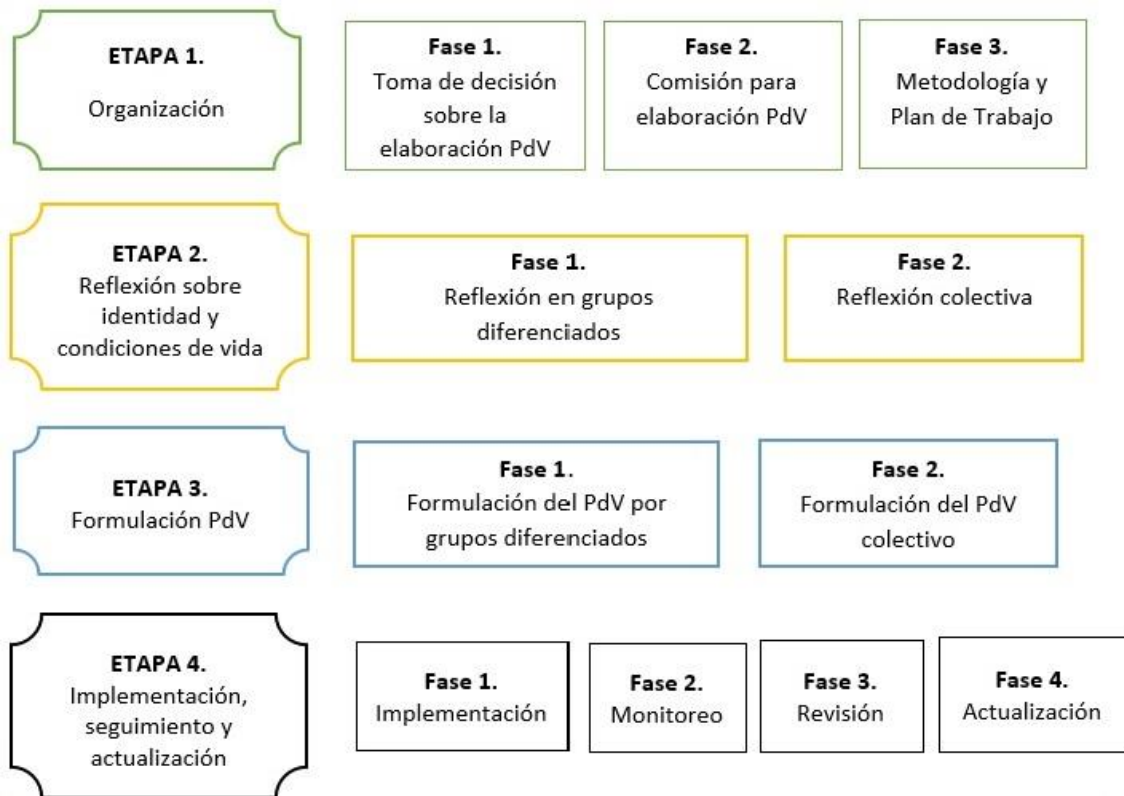 ETAPA 1.
Organización
Fase 1.
Toma de decisión
sobre la
elaboración PdV
Fase 2.
Comisión para
elaboración PdV
Fase 3.
Metodología y
Plan de Trabajo
ETAPA 2.
Reflexión sobre
identidad y
condiciones de vida
Fase 1.
Reflexión en grupos
diferenciados
Fase 2.
Reflexión colectiva
ETAPA 3.
Formulación PdV
Fase 1.
Formulación del PdV por
grupos diferenciados
Fase 2.
Formulación del PdV
colectivo
ETAPA 4.
Implementación,
seguimiento y
actualización
Fase 1.
Implementación
Fase 2.
Monitoreo
Fase 3.
Revisión
Fase 4.
Actualización